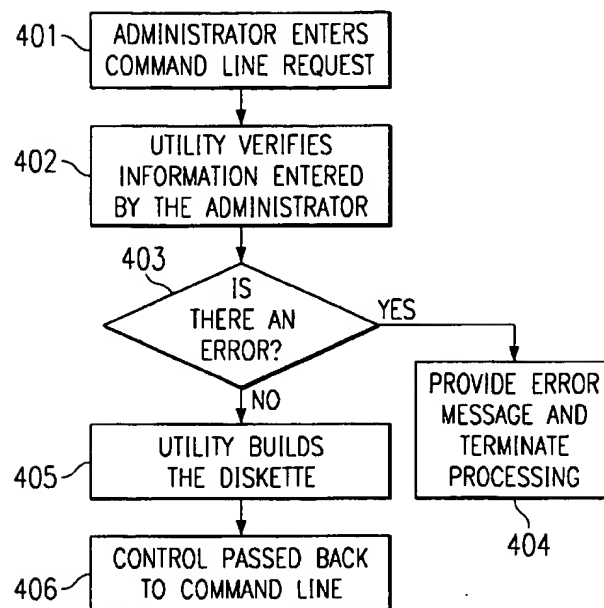 401
ADMINISTRATOR ENTERS
COMMAND LINE REQUEST
402
UTILITY VERIFIES
INFORMATION ENTERED
BY THE ADMINISTRATOR
403
IS
THERE AN
ERROR?
YES
NO
PROVIDE ERROR
MESSAGE AND
TERMINATE
PROCESSING
404
405
UTILITY BUILDS
THE DISKETTE
406
CONTROL PASSED BACK
TO COMMAND LINE